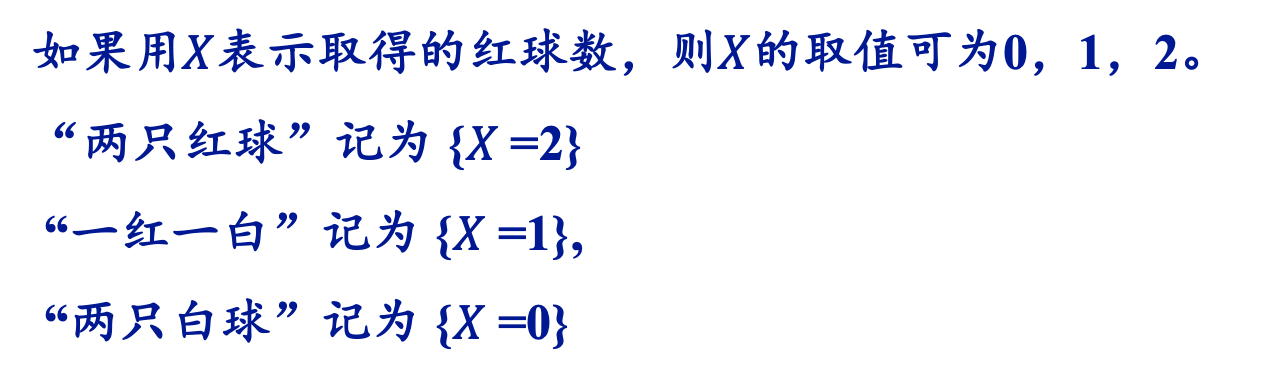 如果用X表示取得的红球数，则X的取值可为0，1，2。
“两只红球”记为 {X =2}
“一红一白”记为 {X =1},
“两只白球”记为 {X =0}